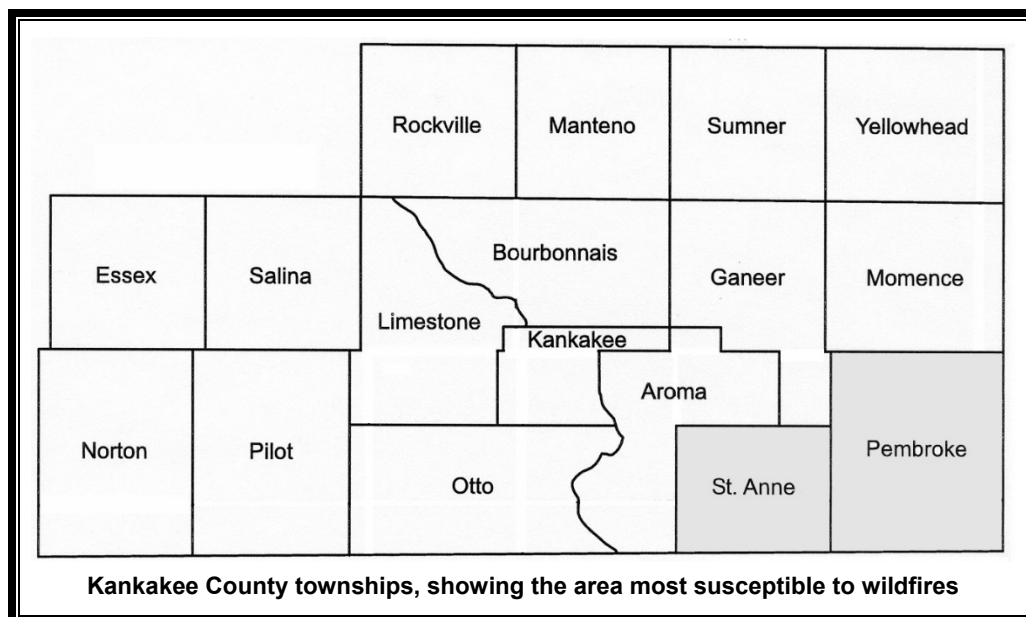 Rockville
Manteno
Sumner
Yellowhead
Essex
Salina
Bourbonnais
Ganeer
Momence
Limestone
Kankakee
Aroma
Norton
Pilot
Otto
St. Anne
Pembroke
Kankakee County townships, showing the area most susceptible to wildfires